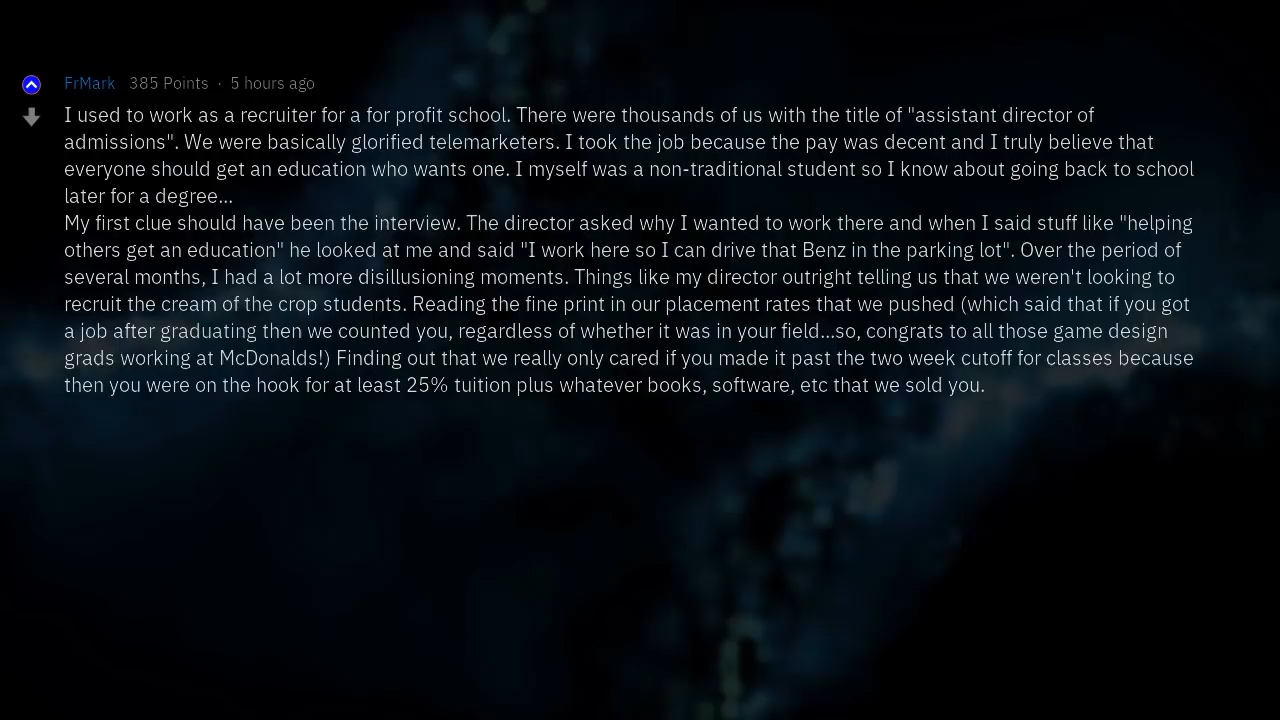 FrMark 385 Points · 5 hours ago
I used to work as a recruiter for a for profit school. There were thousands of us with the title of "assistant director of
admissions". We were basically glorified telemarketers. I took the job because the pay was decent and I truly believe that
everyone should get an education who wants one. I myself was a non-traditional student so I know about going back to school
later for a degree...
My first clue should have been the interview. The director asked why I wanted to work there and when I said stuff like "helping
others get an education" he looked at me and said "I work here so I can drive that Benz in the parking lot". Over the period of
several months, I had a lot more disillusioning moments. Things like my director outright telling us that we weren't looking to
recruit the cream of the crop students. Reading the fine print in our placement rates that we pushed (which said that if you got
a job after graduating then we counted you, regardless of whether it was in your field...so, congrats to all those game design
grads working at McDonalds!) Finding out that we really only cared if you made it past the two week cutoff for classes because
then you were on the hook for at least 25% tuition plus whatever books, software, etc that we sold you.